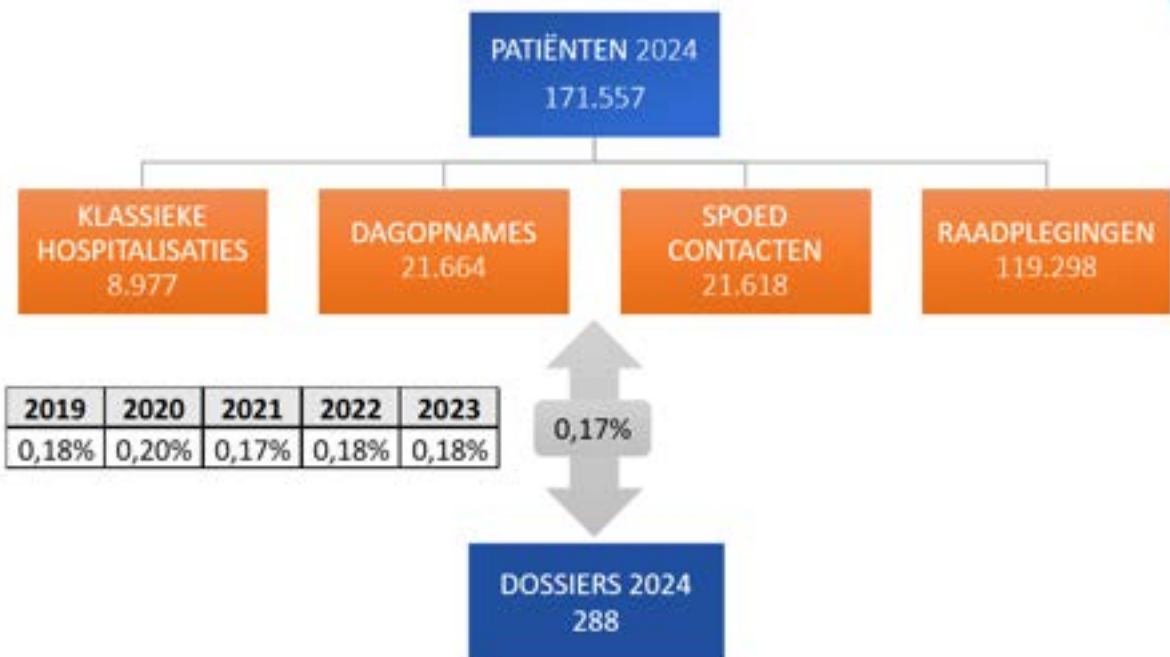 PATIËNTEN 2024
171.557
KLASSIEKE
HOSPITALISATIES
8.977
DAGOPNAMES
21.664
SPOED
CONTACTEN
21.618
RAADPLEGINGEN
119.298
2019 2020 2021 2022 2023
0,18% 0,20% 0,17% 0,18% 0,18%
0,17%
DOSSIERS 2024
288